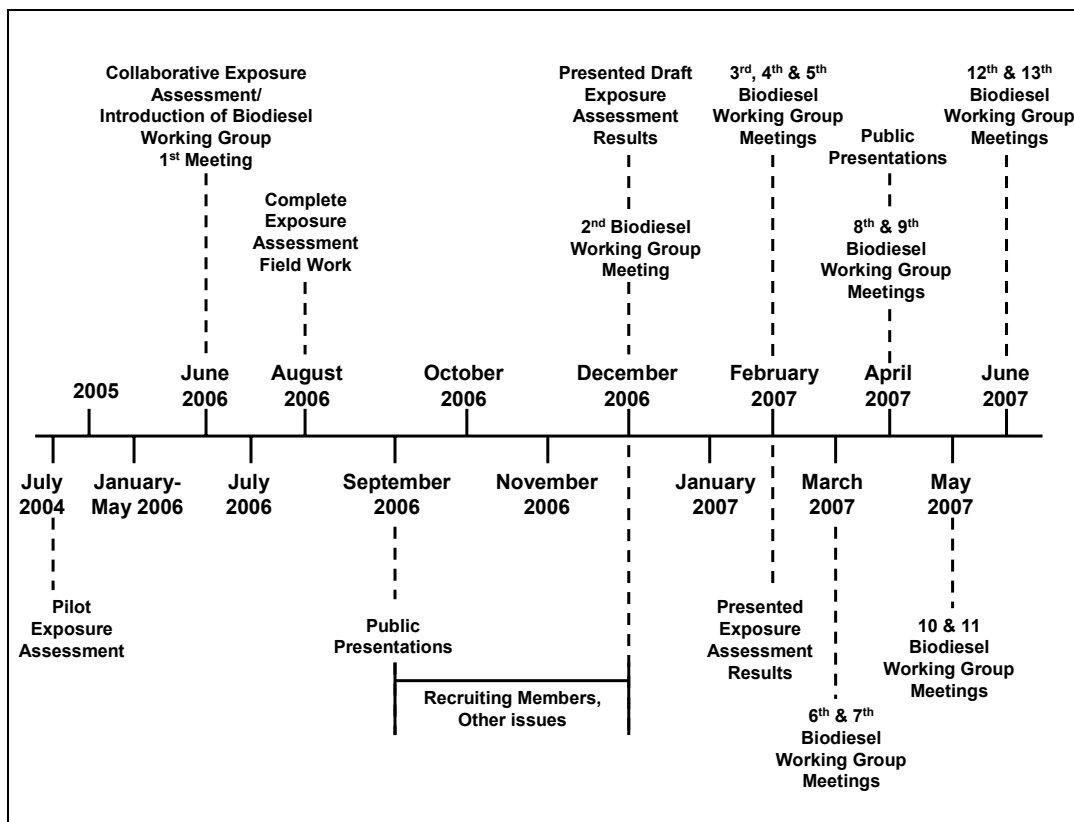 Collaborative Exposure
Assessment/
Introduction of Biodiesel
Working Group
1st Meeting
Complete
Exposure
Assessment
Field Work
Presented Draft
Exposure
Assessment
Results
2nd Biodiesel
Working Group
Meeting
3rd, 4th & 5th
Biodiesel
Working Group
Meetings
Public
Presentations
8th & 9th
Biodiesel
Working Group
Meetings
12th & 13th
Biodiesel
Working Group
Meetings
2005
June
2006
August
2006
October
2006
December
2006
February
2007
April
2007
June
2007
July
2004
January-
May 2006
July
2006
September
2006
November
2006
January
2007
March
2007
May
2007
Pilot
Exposure
Assessment
Public
Presentations
Recruiting Members,
Other issues
Presented
Exposure
Assessment
Results
6th & 7th
Biodiesel
Working Group
Meetings
10 & 11
Biodiesel
Working Group
Meetings